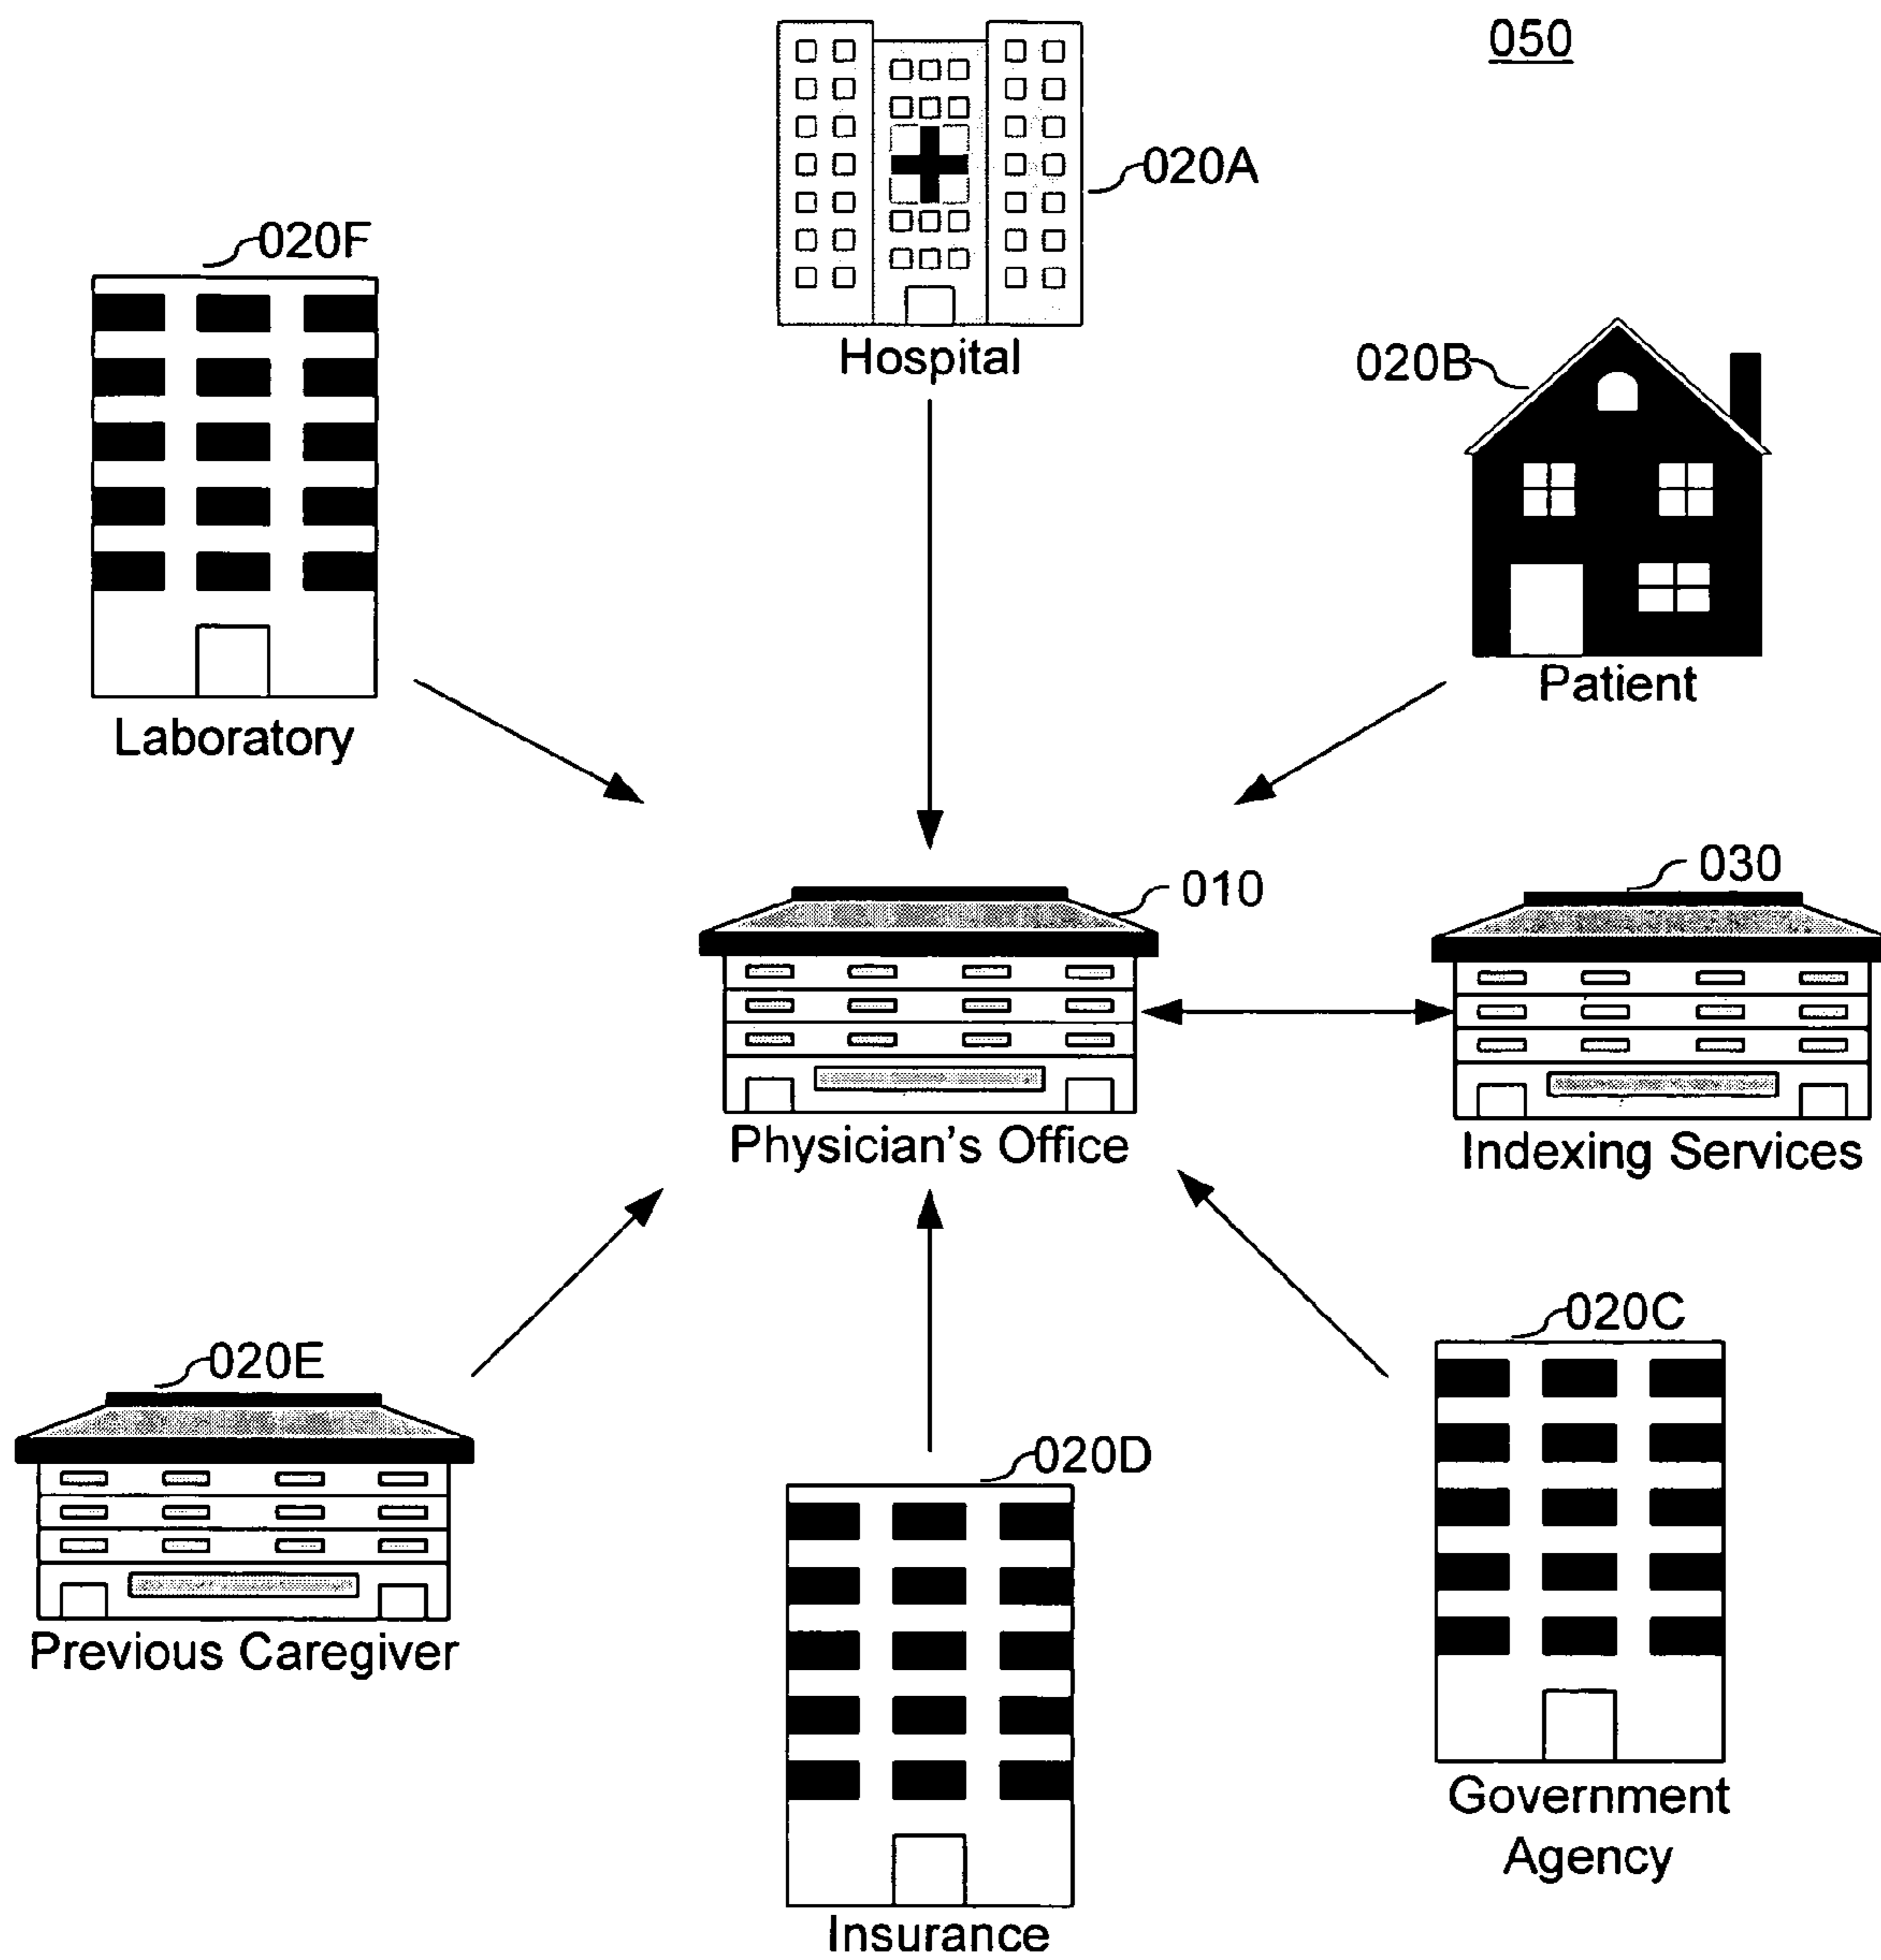 050
020A
020F
Hospital
020B
Patient
Laboratory
030
010
Physician's Office
Indexing Services
020C
020E
020D
Previous Caregiver
Government
Agency
Insurance